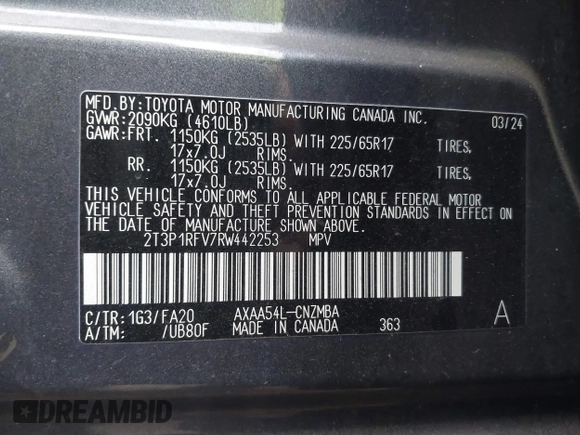 MFD.BY:TOYOTA MOTOR MANUFACTURING CANADA INC.
GVWR:2090KG (4610LB) 03/24
GAWR:FRT. 1150KG (2535LB) WITH 225/65R17 TIRES,
17x7.0J RIMS.
RR. 1150KG (2535LB) WITH 225/65R17 TIRES,
17x7.0J RIMS.
THIS VEHICLE CONFORMS TO ALL APPLICABLE FEDERAL MOTOR
VEHICLE SAFETY AND THEFT PREVENTION STANDARDS IN EFFECT ON
THE DATE OF MANUFACTURE SHOWN ABOVE.
2T3P1RFV7RW442253 MPV
C/TR:1G3/FA20 AXAA54L-CNZMBA A
A/TM: /UB80F MADE IN CANADA 363
DREAMBID